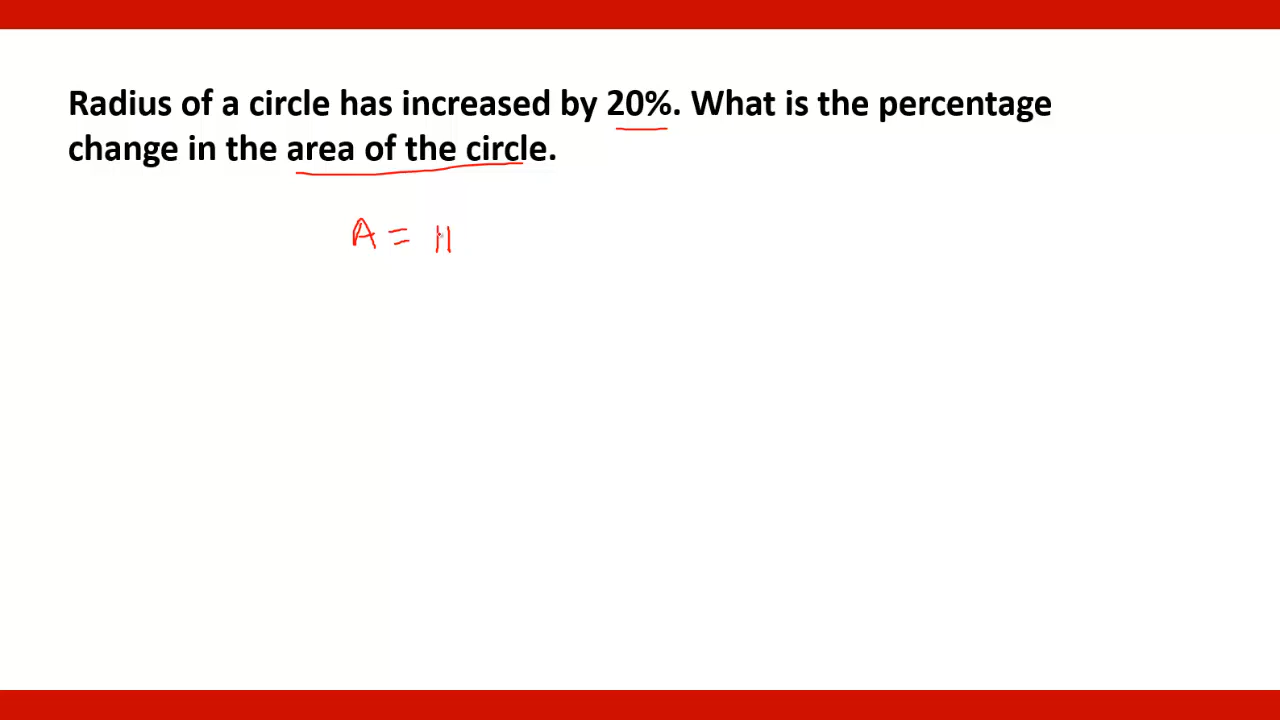 Radius of a circle has increased by 20%. What is the percentage
change in the area of the circle.
A =